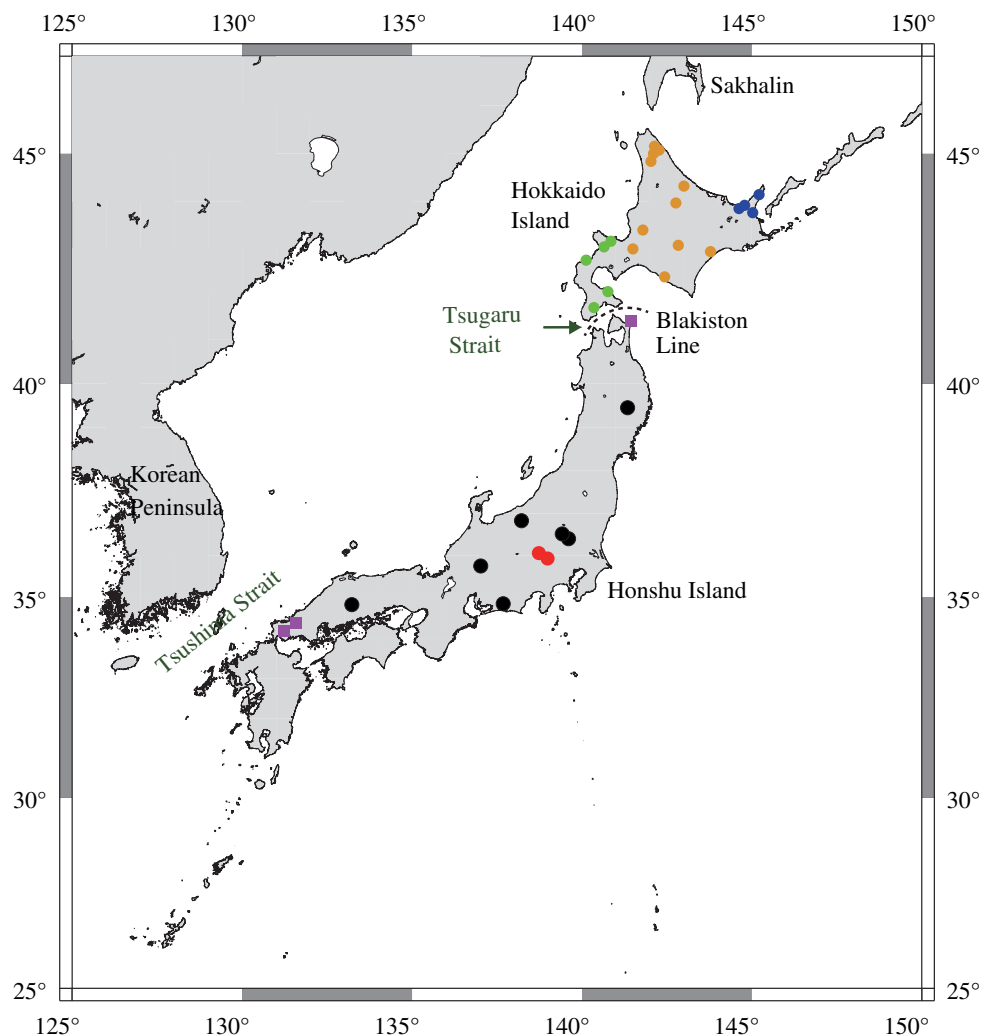 125° 130° 135° 140° 145° 150°
Sakhalin
45° 45°
Hokkaido
Island
Tsugaru
Strait
Blakiston
Line
40° 40°
Korean
Peninsula
Tsushima Strait
35° 35°
Honshu Island
30° 30°
25° 25°
125° 130° 135° 140° 145° 150°